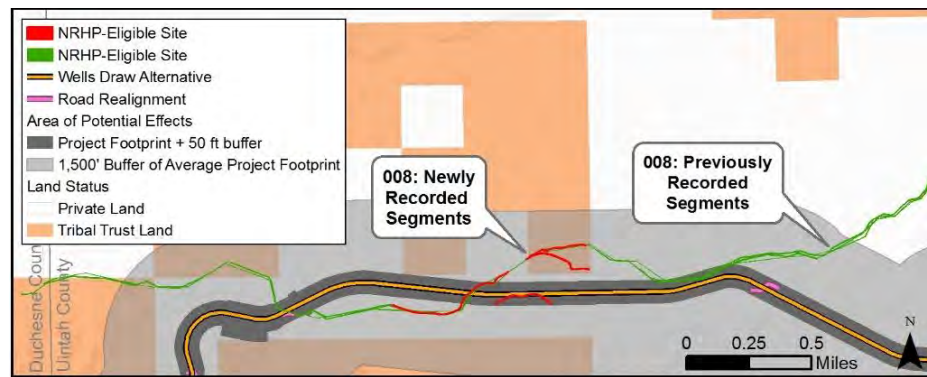 NRHP-Eligible Site
NRHP-Eligible Site
Wells Draw Alternative
Road Realignment
Area of Potential Effects
Project Footprint + 50 ft buffer
1,500' Buffer of Average Project Footprint
Land Status
Private Land
Tribal Trust Land
008: Newly
Recorded
Segments
008: Previously
Recorded
Segments
Duchesne Coun
Uintah County
N
0 0.25 0.5
Miles